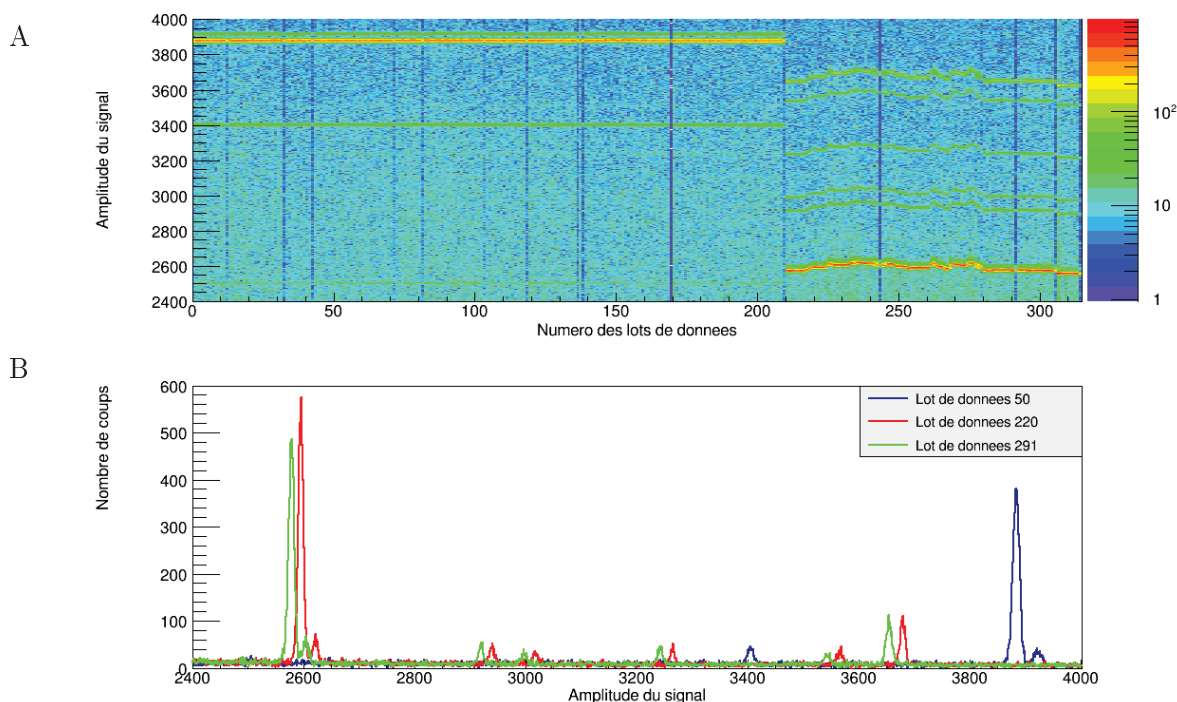 A
4000
3800
3600
3400
3200
3000
2800
2600
2400
Amplitude du signal
0 50 100 150 200 250 300
Numero des lots de donnees
10²
10
1
B
600
500
400
300
200
100
0
Nombre de coups
Lot de donnees 50
Lot de donnees 220
Lot de donnees 291
2400 2600 2800 3000 3200 3400 3600 3800 4000
Amplitude du signal